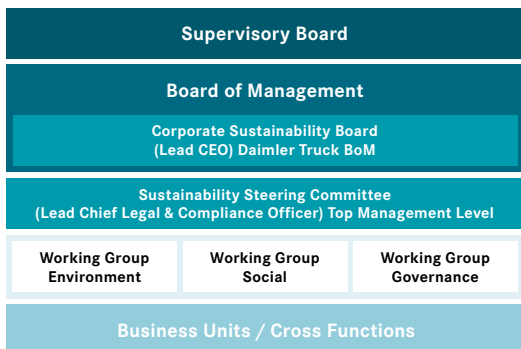 Supervisory Board
Board of Management
Corporate Sustainability Board
(Lead CEO) Daimler Truck BoM
Sustainability Steering Committee
(Lead Chief Legal & Compliance Officer) Top Management Level
Working Group
Environment
Working Group
Social
Working Group
Governance
Business Units / Cross Functions